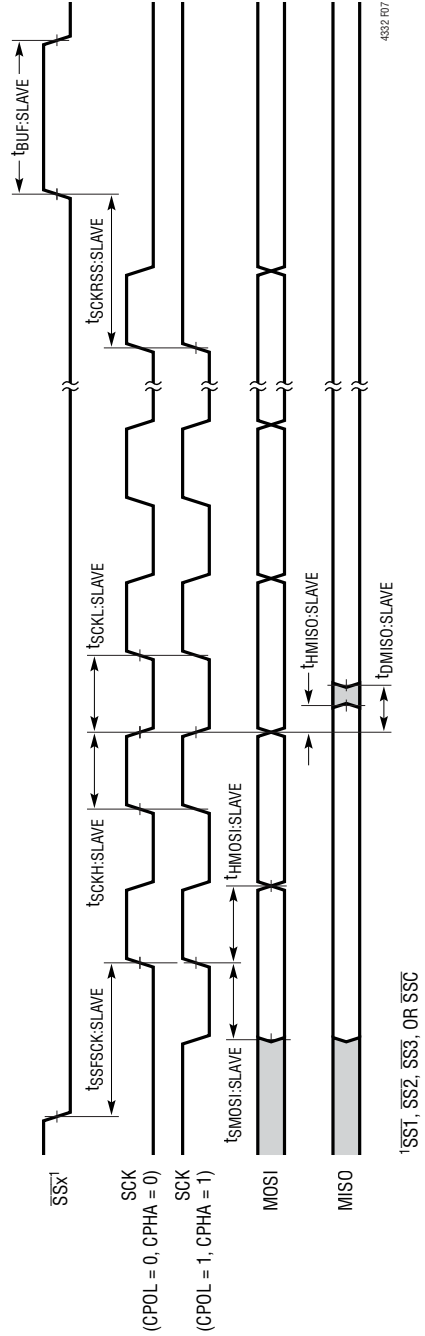 SSx¹
tBUF:SLAVE
SCK
(CPOL = 0, CPHA = 0)
tSSFSCK:SLAVE
tSCKH:SLAVE
tSCKL:SLAVE
tSCKRSS:SLAVE
SCK
(CPOL = 1, CPHA = 1)
tSMOSI:SLAVE
tHMOSI:SLAVE
MOSI
tHMISO:SLAVE
MISO
tDMISO:SLAVE
¹SS1, SS2, SS3, OR SSC
4332 F07